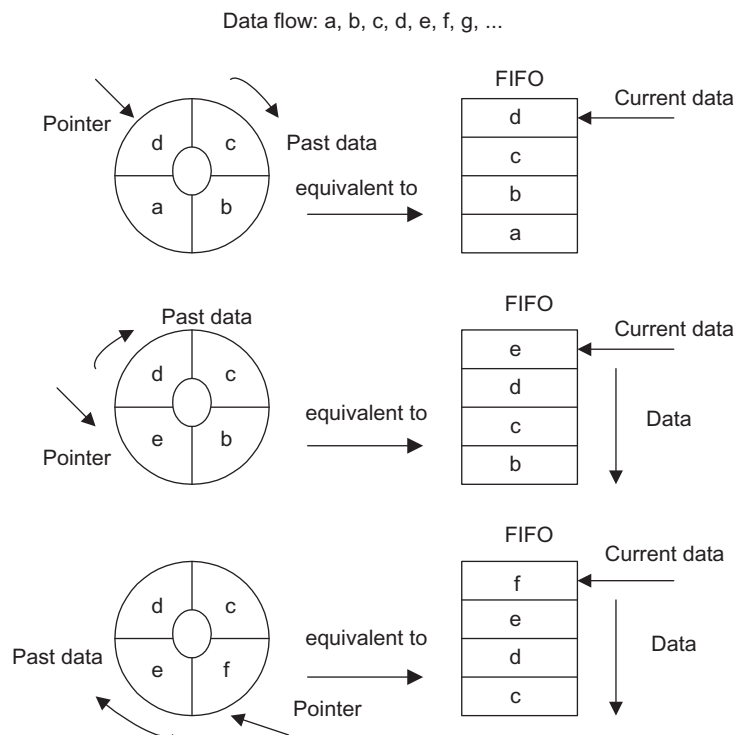 Data flow: a, b, c, d, e, f, g, ...
Pointer
d
c
a
b
Past data
equivalent to
FIFO
d
c
b
a
Current data
Past data
Pointer
d
c
e
b
equivalent to
FIFO
e
d
c
b
Current data
Data
Past data
d
c
e
f
Pointer
equivalent to
FIFO
f
e
d
c
Current data
Data